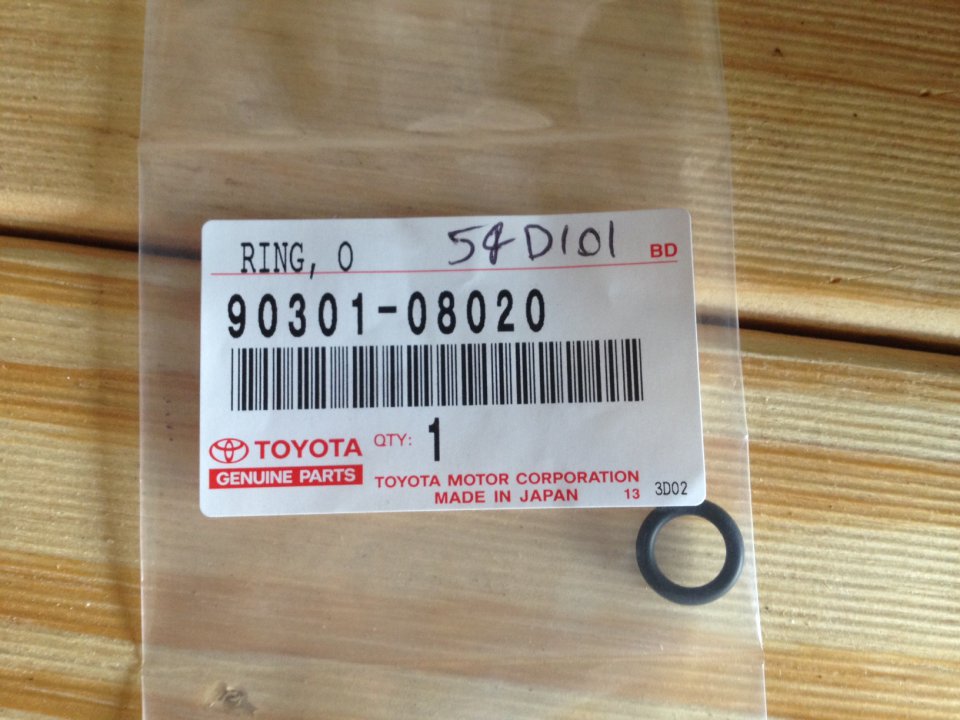 RING, O 54D101 BD
90301-08020
TOYOTA QTY: 1
GENUINE PARTS
TOYOTA MOTOR CORPORATION
MADE IN JAPAN 13 3D02